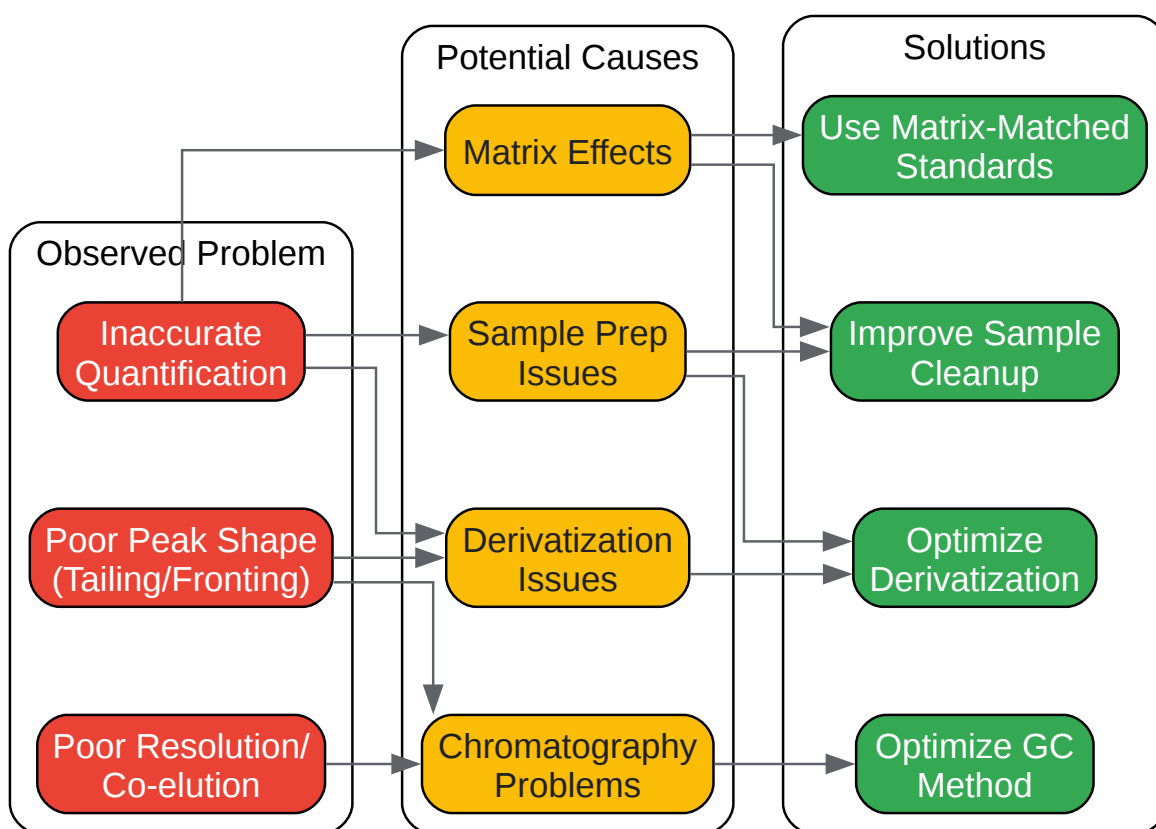 Observed Problem
Inaccurate
Quantification
Poor Peak Shape
(Tailing/Fronting)
Poor Resolution/
Co-elution
Potential Causes
Matrix Effects
Sample Prep
Issues
Derivatization
Issues
Chromatography
Problems
Solutions
Use Matrix-Matched
Standards
Improve Sample
Cleanup
Optimize
Derivatization
Optimize GC
Method